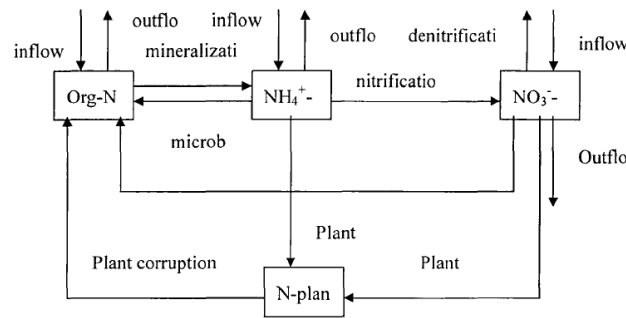 outflo inflow
inflow mineralizati outflo denitrificati inflow
Org-N NH₄⁺- nitrificatio NO₃⁻-
microb
Outflo
Plant
Plant corruption Plant
N-plan